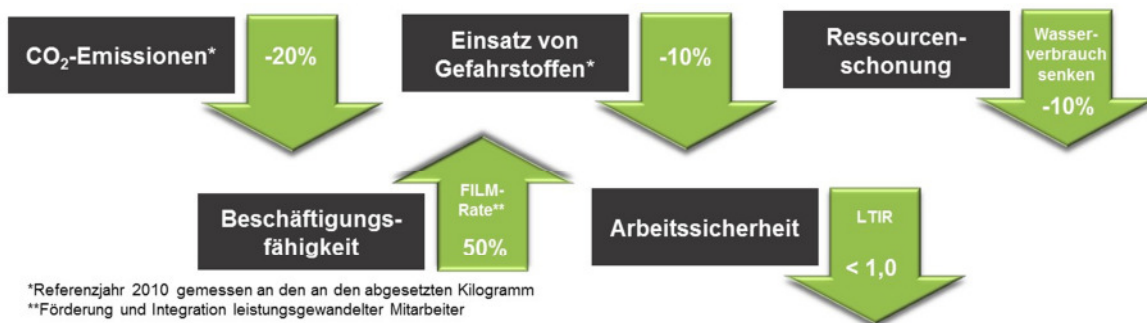 CO₂-Emissionen*
-20%
Einsatz von
Gefahrstoffen*
-10%
Ressourcen-
schonung
Wasser-
verbrauch
senken
-10%
Beschäftigungs-
fähigkeit
FILM-
Rate**
50%
Arbeitssicherheit
LTIR
< 1,0
*Referenzjahr 2010 gemessen an den an den abgesetzten Kilogramm
**Förderung und Integration leistungsgewandelter Mitarbeiter